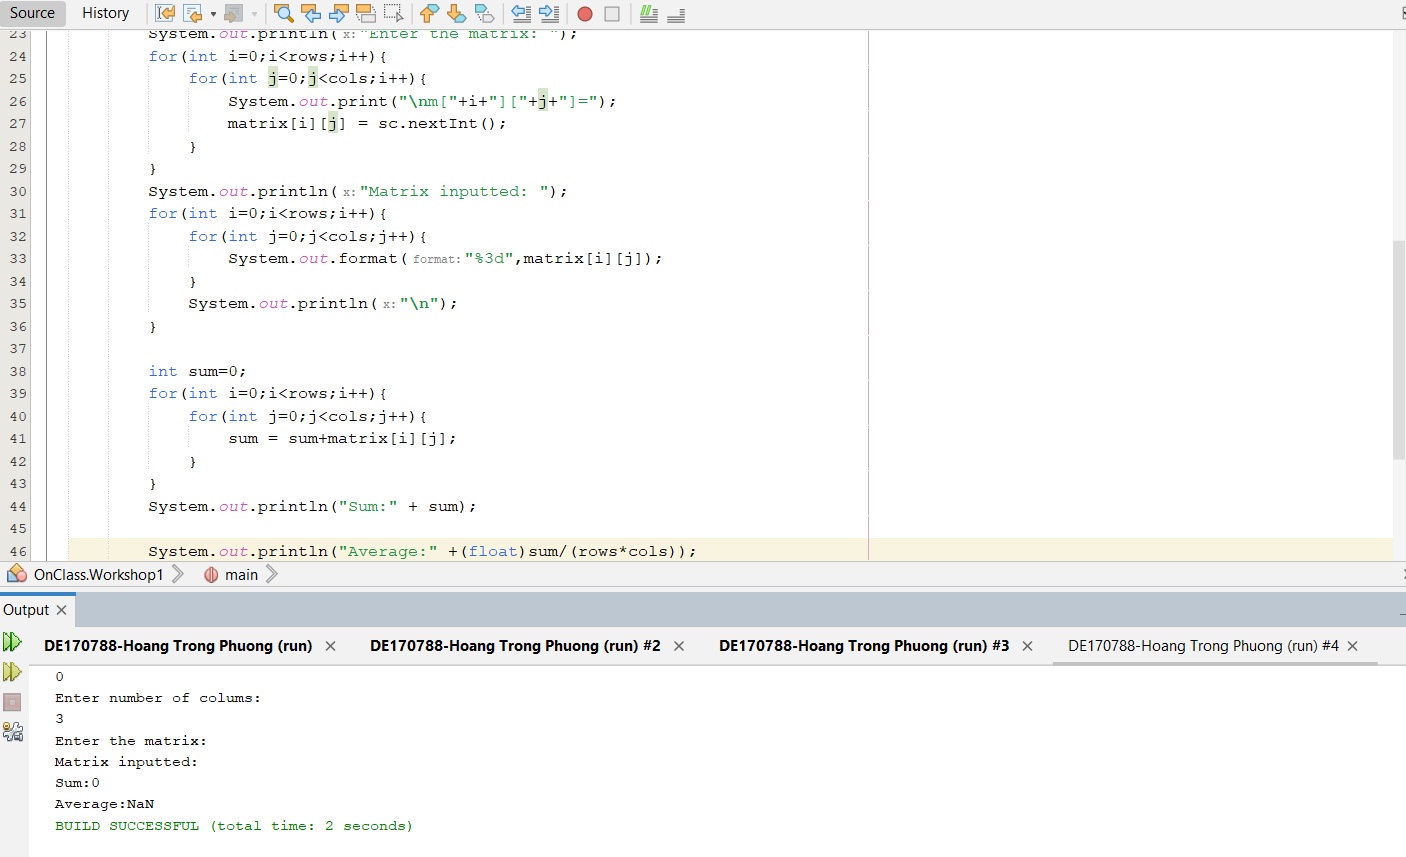 Source History
23 System.out.println( x: "Enter the matrix: ");
24 for(int i=0;i<rows;i++){
25 for(int j=0;j<cols;i++){
26 System.out.print("\nm["+i+"]["+j+"]=");
27 matrix[i][j] = sc.nextInt();
28 }
29 }
30 System.out.println( x: "Matrix inputted: ");
31 for(int i=0;i<rows;i++){
32 for(int j=0;j<cols;j++){
33 System.out.format( format: "%3d",matrix[i][j]);
34 }
35 System.out.println( x: "\n");
36 }
37
38 int sum=0;
39 for(int i=0;i<rows;i++){
40 for(int j=0;j<cols;j++){
41 sum = sum+matrix[i][j];
42 }
43 }
44 System.out.println("Sum:" + sum);
45
46 System.out.println("Average:" +(float)sum/(rows*cols));
OnClass.Workshop1 main
Output
DE170788-Hoang Trong Phuong (run) DE170788-Hoang Trong Phuong (run) #2 DE170788-Hoang Trong Phuong (run) #3 DE170788-Hoang Trong Phuong (run) #4
0
Enter number of colums:
3
Enter the matrix:
Matrix inputted:
Sum:0
Average:NaN
BUILD SUCCESSFUL (total time: 2 seconds)